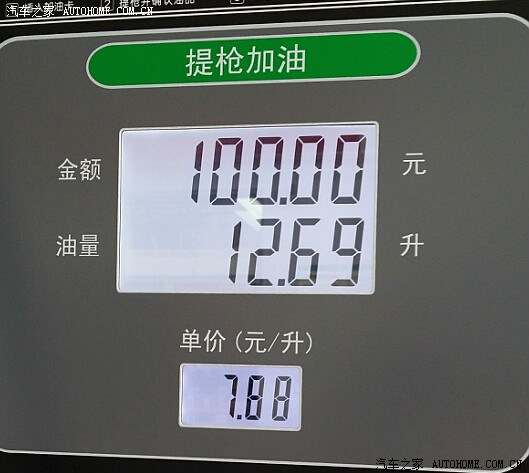 汽车之家 AUTOHOME.COM.CN
提枪加油
金额 100.00 元
油量 12.69 升
单价(元/升)
7.88
汽车之家 AUTOHOME.COM.CN